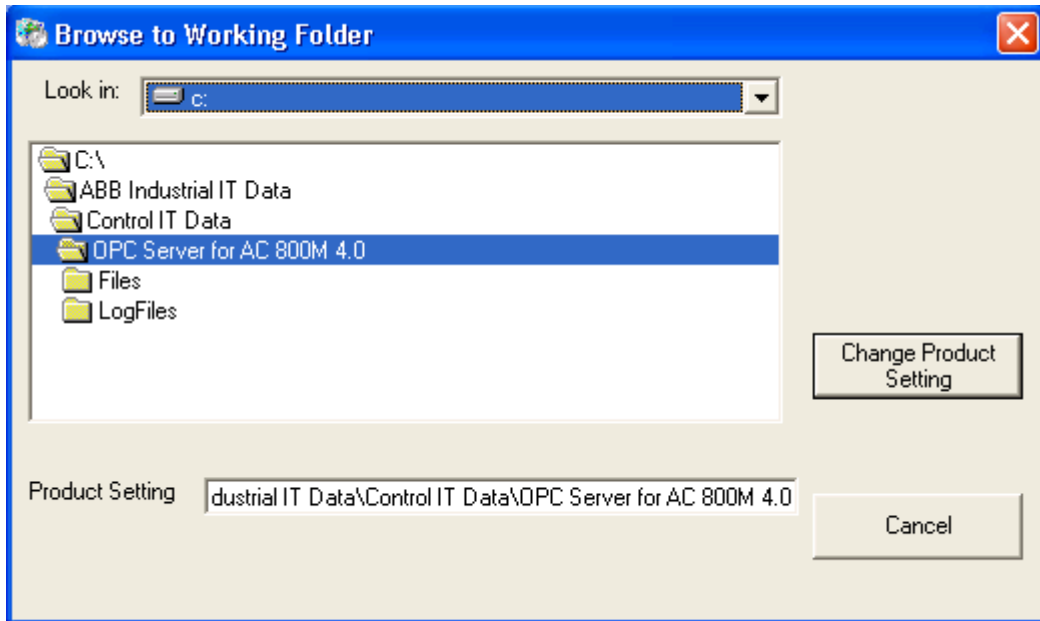 Browse to Working Folder
Look in:
c:
C:\
ABB Industrial IT Data
Control IT Data
OPC Server for AC 800M 4.0
Files
LogFiles
Change Product
Setting
Product Setting
dustrial IT Data\Control IT Data\OPC Server for AC 800M 4.0
Cancel